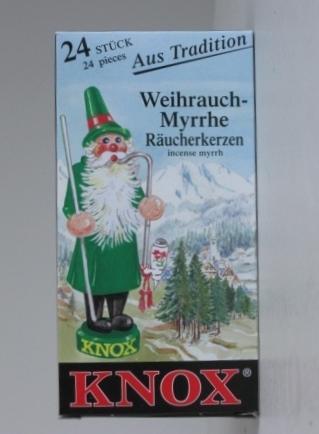 24 STÜCK
24 pieces
Aus Tradition
Weihrauch-
Myrrhe
Räucherkerzen
incense myrrh
KNOX
KNOX®